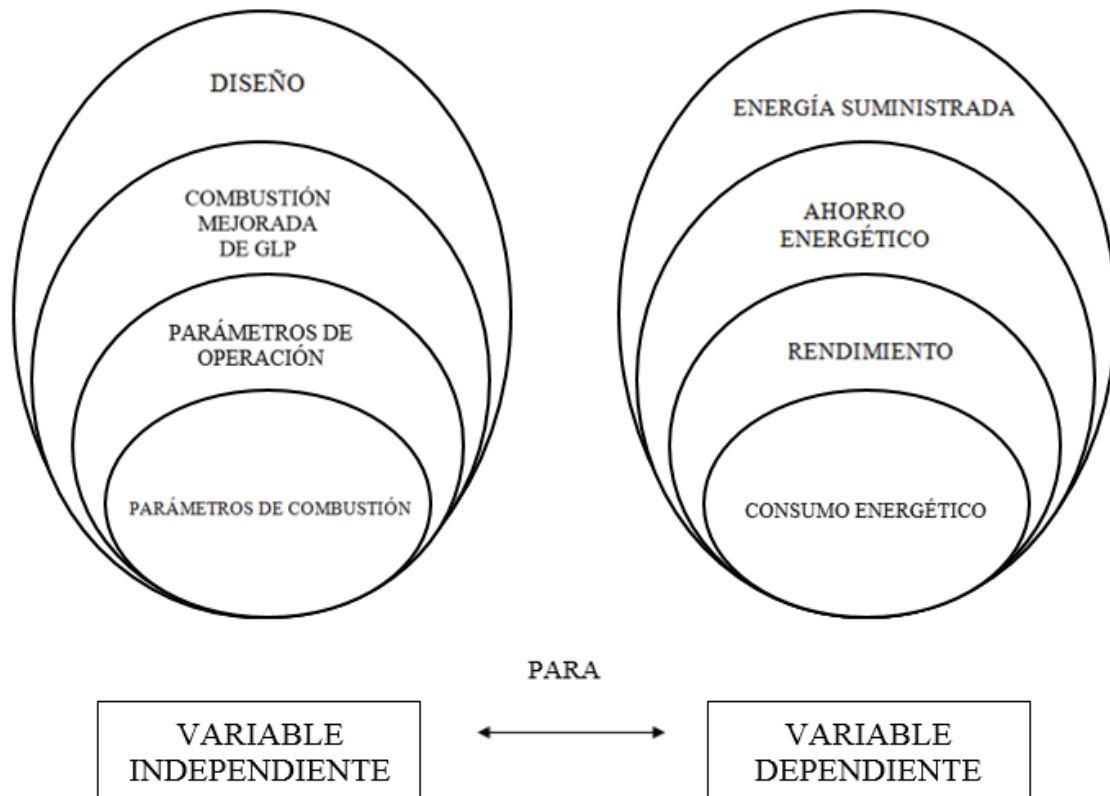 DISEÑO
COMBUSTIÓN
MEJORADA
DE GLP
PARÁMETROS DE
OPERACIÓN
PARÁMETROS DE COMBUSTIÓN
ENERGÍA SUMINISTRADA
AHORRO
ENERGÉTICO
RENDIMIENTO
CONSUMO ENERGÉTICO
PARA
VARIABLE
INDEPENDIENTE
VARIABLE
DEPENDIENTE